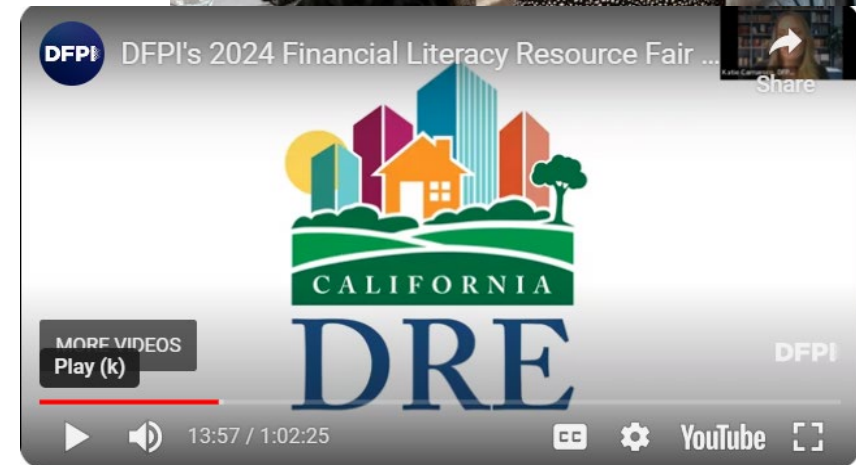 DFPI DFPI's 2024 Financial Literacy Resource Fair ...
Share
CALIFORNIA
DRE
MORE VIDEOS
Play (k)
DFPI
13:57 / 1:02:25
CC
YouTube